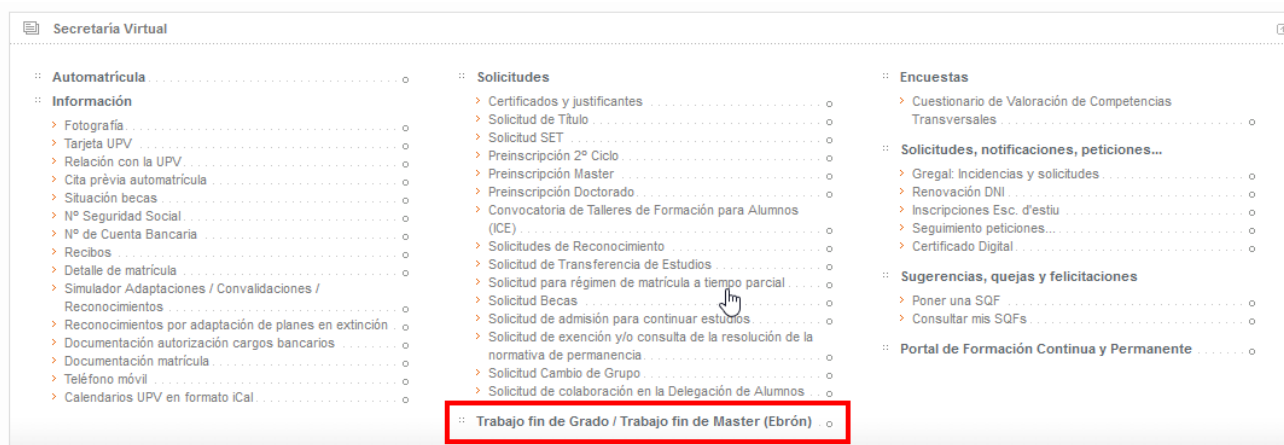 Secretaría Virtual
Automatrícula
Información
Fotografía
Tarjeta UPV
Relación con la UPV
Cita prèvia automatrícula
Situación becas
Nº Seguridad Social
Nº de Cuenta Bancaria
Recibos
Detalle de matrícula
Simulador Adaptaciones / Convalidaciones /
Reconocimientos
Reconocimientos por adaptación de planes en extinción
Documentación autorización cargos bancarios
Documentación matrícula
Teléfono móvil
Calendarios UPV en formato iCal
Solicitudes
Certificados y justificantes
Solicitud de Título
Solicitud SET
Preinscripción 2º Ciclo
Preinscripción Master
Preinscripción Doctorado
Convocatoria de Talleres de Formación para Alumnos
(ICE)
Solicitudes de Reconocimiento
Solicitud de Transferencia de Estudios
Solicitud para régimen de matrícula a tiempo parcial
Solicitud Becas
Solicitud de admisión para continuar estudios
Solicitud de exención y/o consulta de la resolución de la
normativa de permanencia
Solicitud Cambio de Grupo
Solicitud de colaboración en la Delegación de Alumnos
Trabajo fin de Grado / Trabajo fin de Master (Ebrón)
Encuestas
Cuestionario de Valoración de Competencias
Transversales
Solicitudes, notificaciones, peticiones...
Gregal: Incidencias y solicitudes
Renovación DNI
Inscripciones Esc. d'estiu
Seguimiento peticiones...
Certificado Digital
Sugerencias, quejas y felicitaciones
Poner una SQF
Consultar mis SQFs
Portal de Formación Continua y Permanente